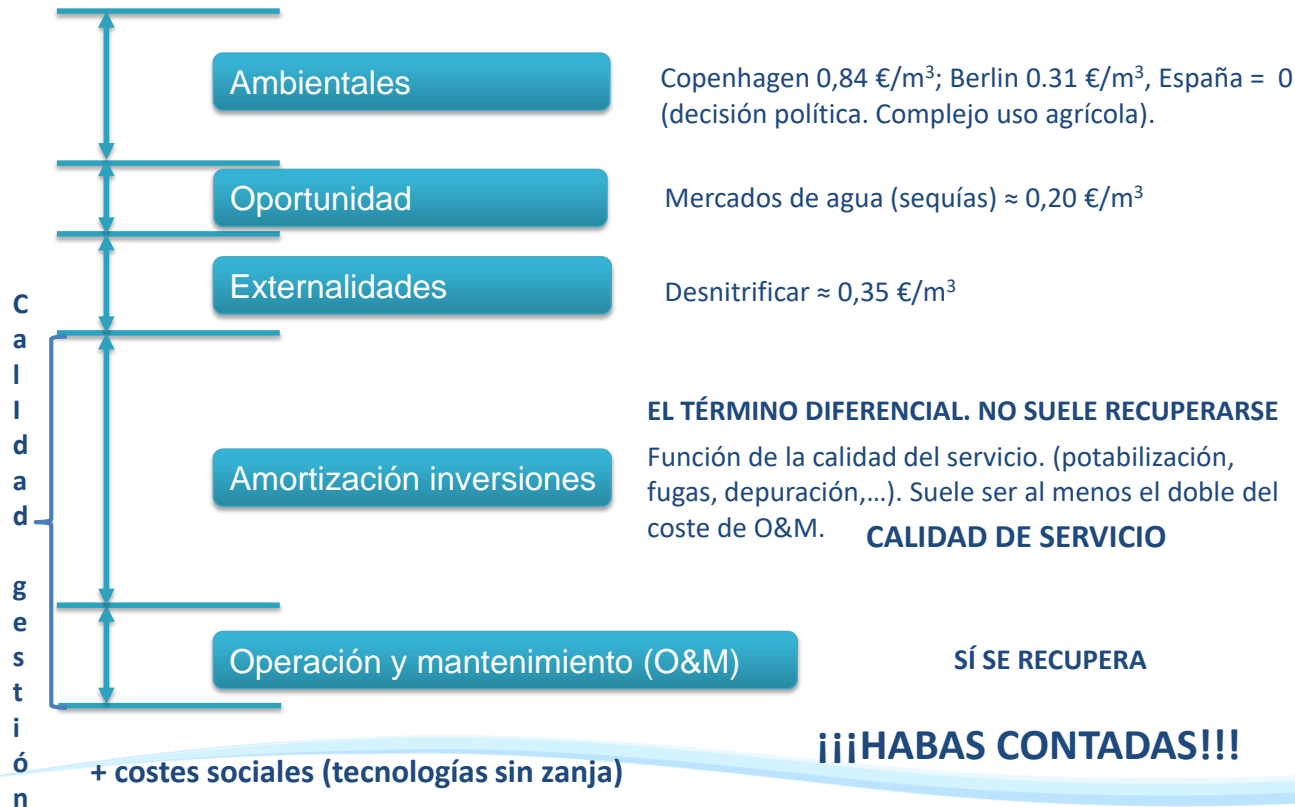 Ambientales
Copenhagen 0,84 €/m³; Berlin 0.31 €/m³, España = 0
(decisión política. Complejo uso agrícola).
Oportunidad
Mercados de agua (sequías) ≈ 0,20 €/m³
Externalidades
Desnitrificar ≈ 0,35 €/m³
EL TÉRMINO DIFERENCIAL. NO SUELE RECUPERARSE
Amortización inversiones
Función de la calidad del servicio. (potabilización,
fugas, depuración,…). Suele ser al menos el doble del
coste de O&M.
CALIDAD DE SERVICIO
Operación y mantenimiento (O&M)
SÍ SE RECUPERA
CalIdad gestión
¡¡¡HABAS CONTADAS!!!
+ costes sociales (tecnologías sin zanja)